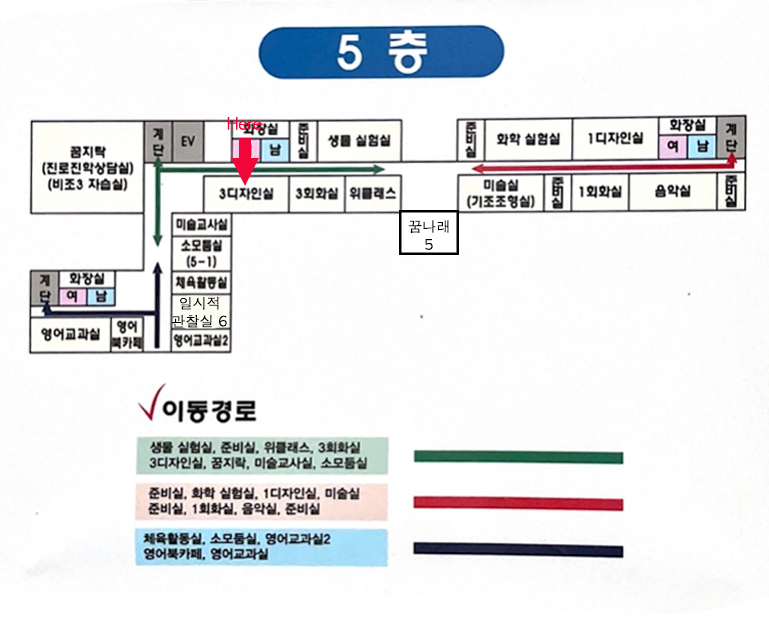 5 층
Here
꿈지락
(진로진학상담실)
(비조3 자습실)
계단
EV
화장실
남
준비실
생물 실험실
준비실
화학 실험실
1디자인실
화장실
여
남
계단
3디자인실
3회화실
위클래스
미술실
(기조조형실)
준비실
1회화실
음악실
준비실
꿈나래
5
미술교사실
소모둠실
(5-1)
체육활동실
일시적
관찰실 6
영어교과실2
계단
화장실
여
남
영어교과실
영어
북카페
이동경로
생물 실험실, 준비실, 위클래스, 3회화실
3디자인실, 꿈지락, 미술교사실, 소모둠실
준비실, 화학 실험실, 1디자인실, 미술실
준비실, 1회화실, 음악실, 준비실
체육활동실, 소모둠실, 영어교과실2
영어북카페, 영어교과실